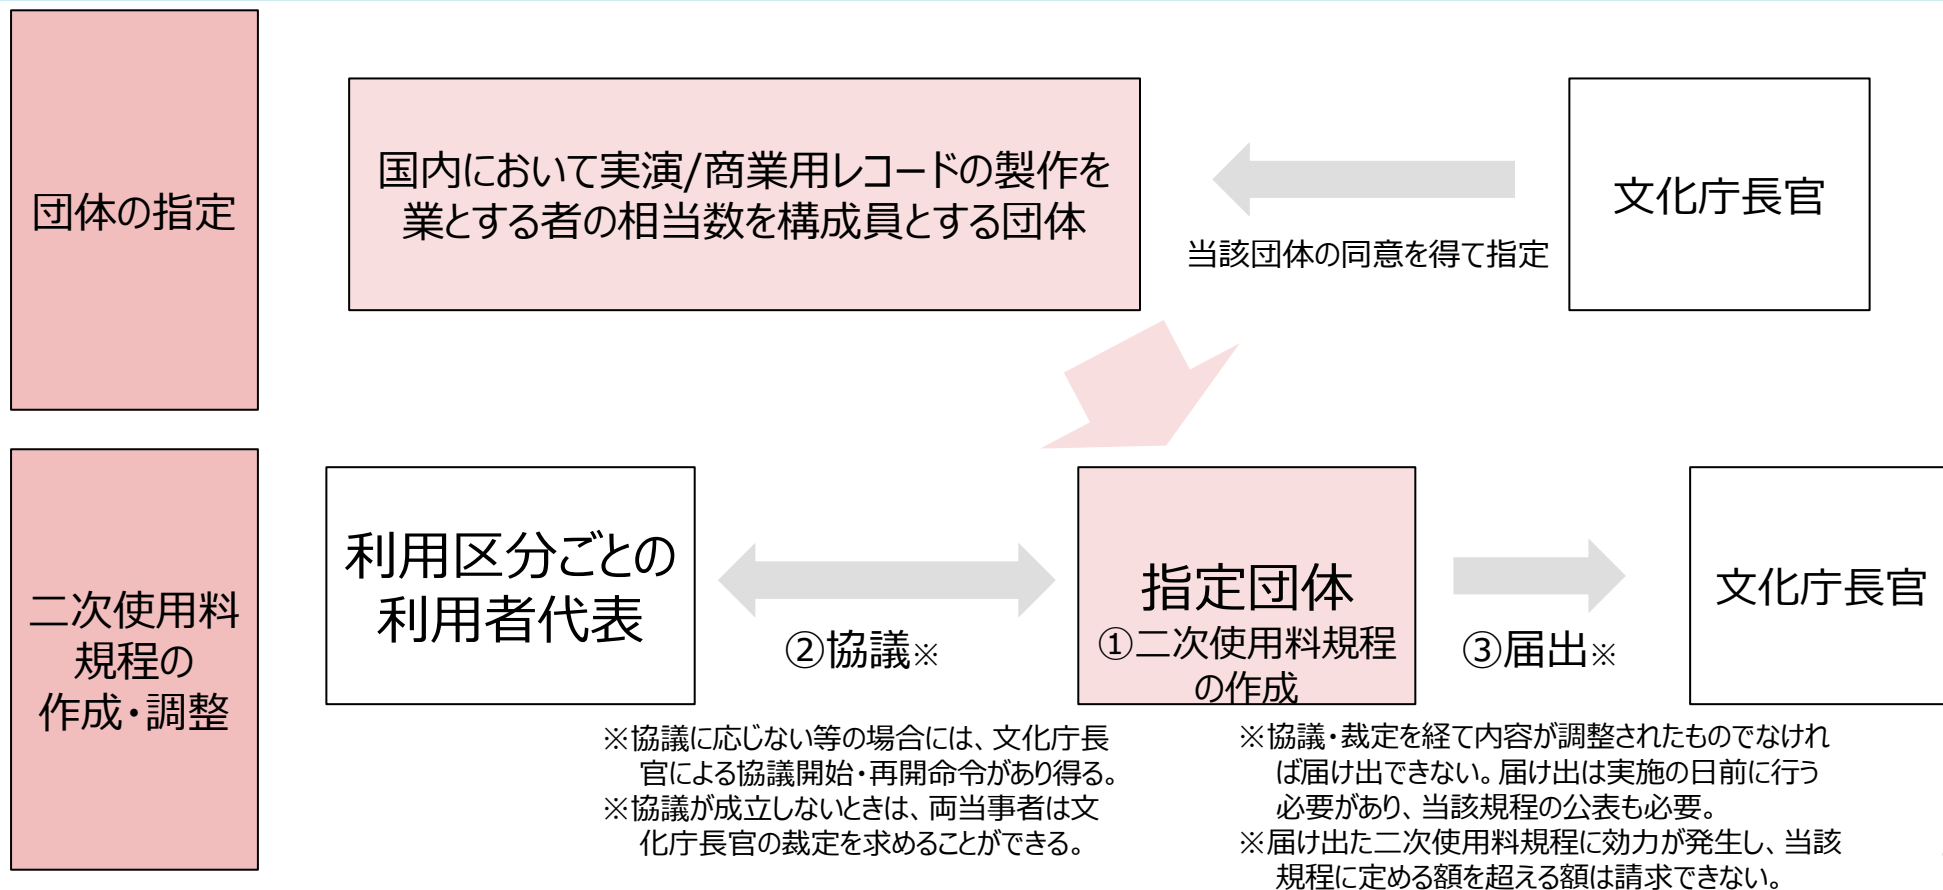 団体の指定
国内において実演/商業用レコードの製作を
業とする者の相当数を構成員とする団体
当該団体の同意を得て指定
文化庁長官
二次使用料
規程の
作成・調整
利用区分ごとの
利用者代表
②協議※
指定団体
①二次使用料規程
の作成
③届出※
文化庁長官
※協議に応じない等の場合には、文化庁長
官による協議開始・再開命令があり得る。
※協議が成立しないときは、両当事者は文
化庁長官の裁定を求めることができる。
※協議・裁定を経て内容が調整されたものでなけれ
ば届け出できない。届け出は実施の日前に行う
必要があり、当該規程の公表も必要。
※届け出た二次使用料規程に効力が発生し、当該
規程に定める額を超える額は請求できない。